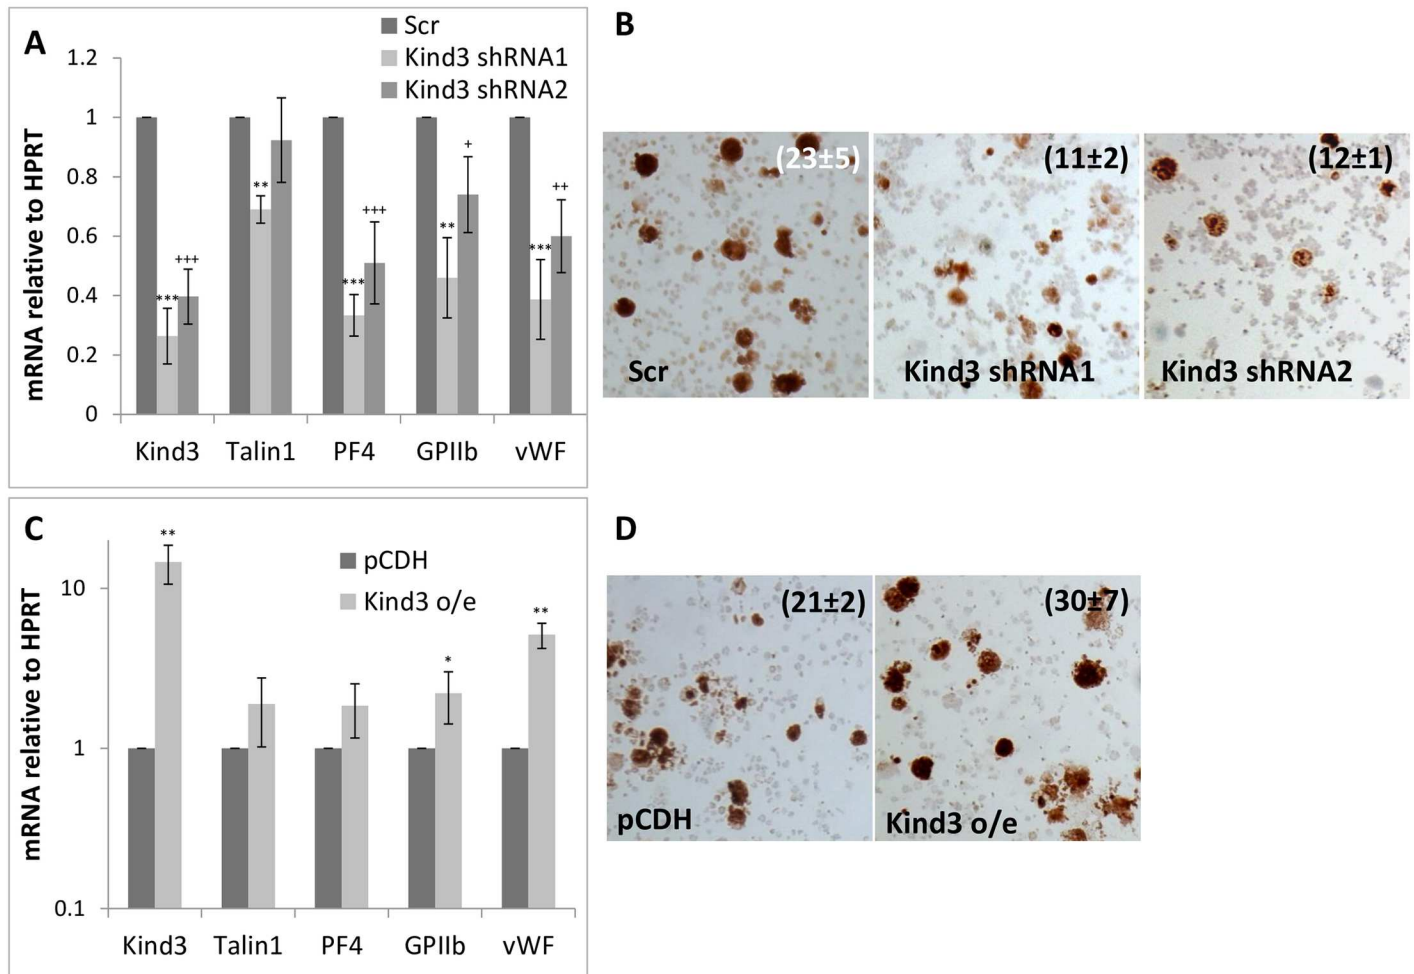 A
Scr
Kind3 shRNA1
Kind3 shRNA2
mRNA relative to HPRT
1.2
1
0.8
0.6
0.4
0.2
0
***
+++
**
***
+++
**
+
***
++
Kind3 Talin1 PF4 GPIIb vWF
B
(23±5)
Scr
(11±2)
Kind3 shRNA1
(12±1)
Kind3 shRNA2
C
pCDH
Kind3 o/e
mRNA relative to HPRT
10
1
0.1
**
*
**
Kind3 Talin1 PF4 GPIIb vWF
D
(21±2)
pCDH
(30±7)
Kind3 o/e